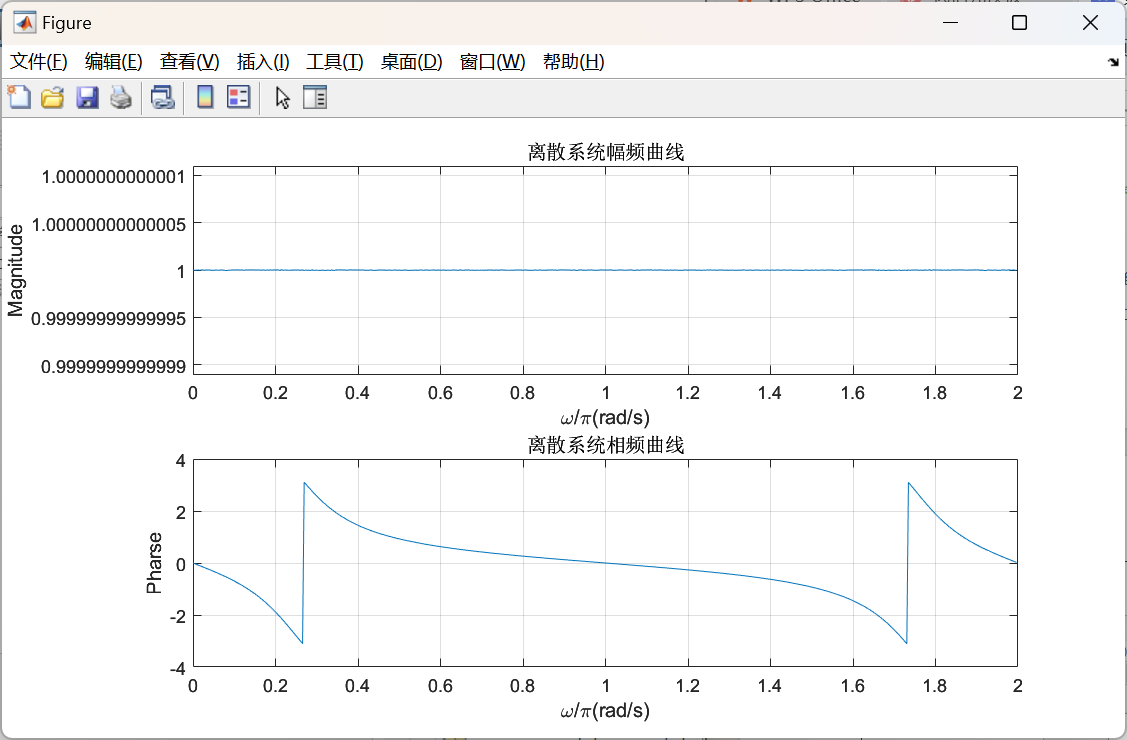 Figure
文件(F) 编辑(E) 查看(V) 插入(I) 工具(T) 桌面(D) 窗口(W) 帮助(H)
离散系统幅频曲线
Magnitude
1.0000000000001
1.00000000000005
1
0.99999999999995
0.9999999999999
0 0.2 0.4 0.6 0.8 1 1.2 1.4 1.6 1.8 2
ω/π(rad/s)
离散系统相频曲线
Pharse
4
2
0
-2
-4
0 0.2 0.4 0.6 0.8 1 1.2 1.4 1.6 1.8 2
ω/π(rad/s)